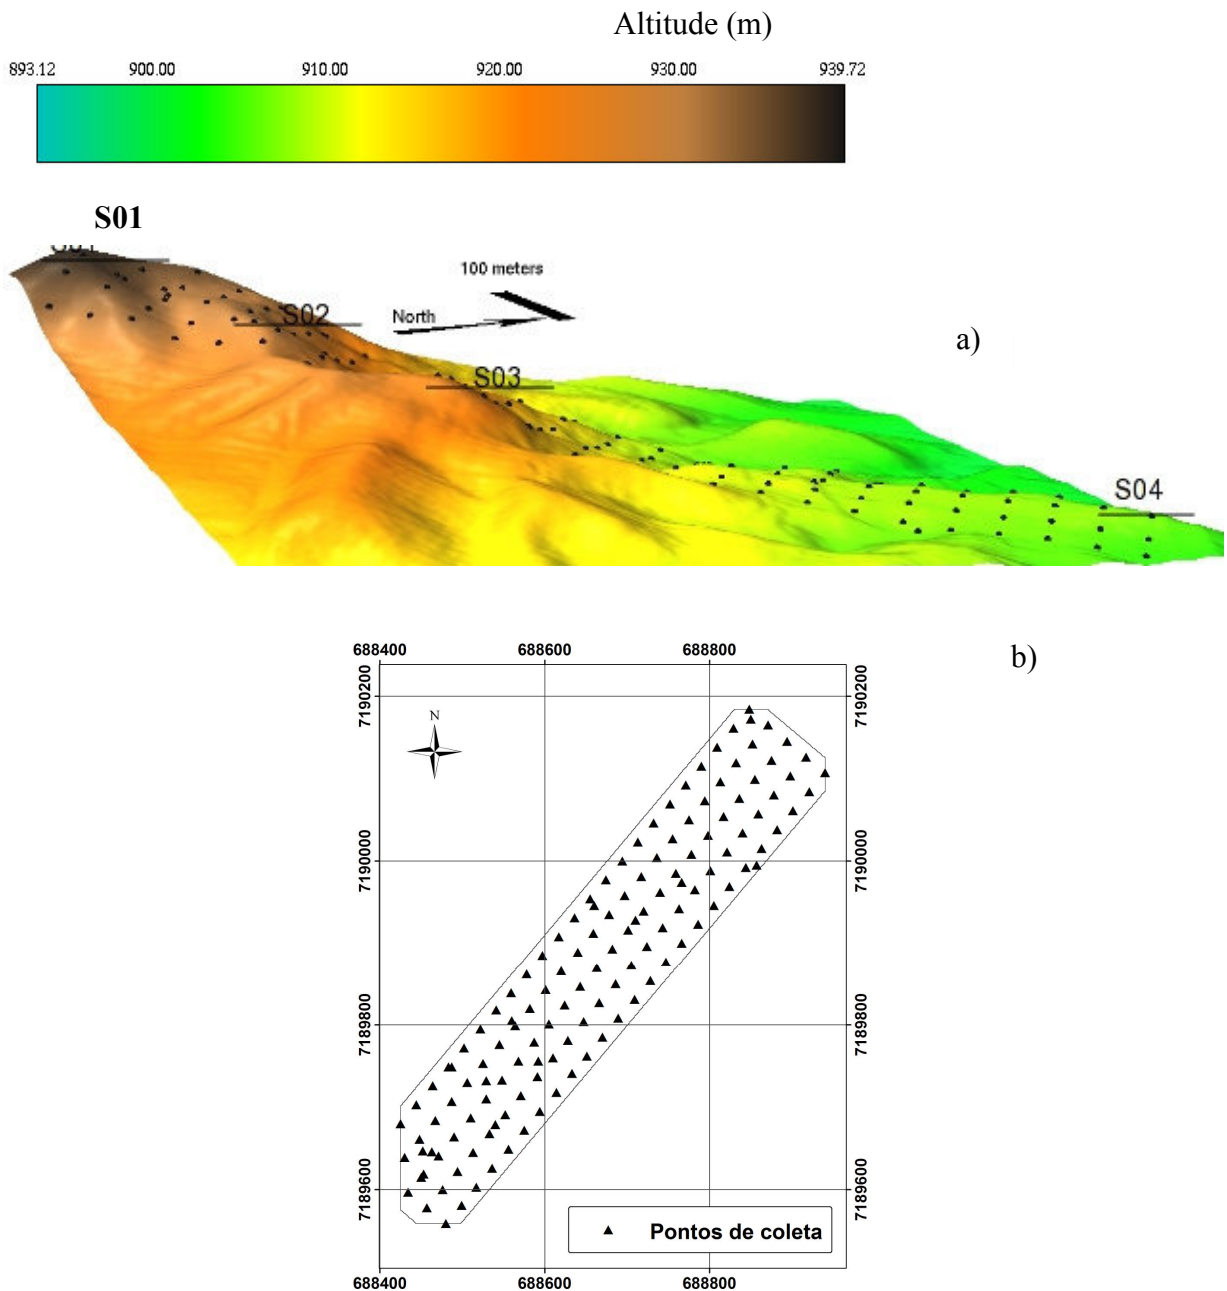 Altitude (m)
893.12 900.00 910.00 920.00 930.00 939.72
S01
S01
100 meters
S02
North
a)
S03
S04
b)
688400 688600 688800
7190200 7190200
N
7190000 7190000
7189800 7189800
7189600 7189600
Pontos de coleta
688400 688600 688800